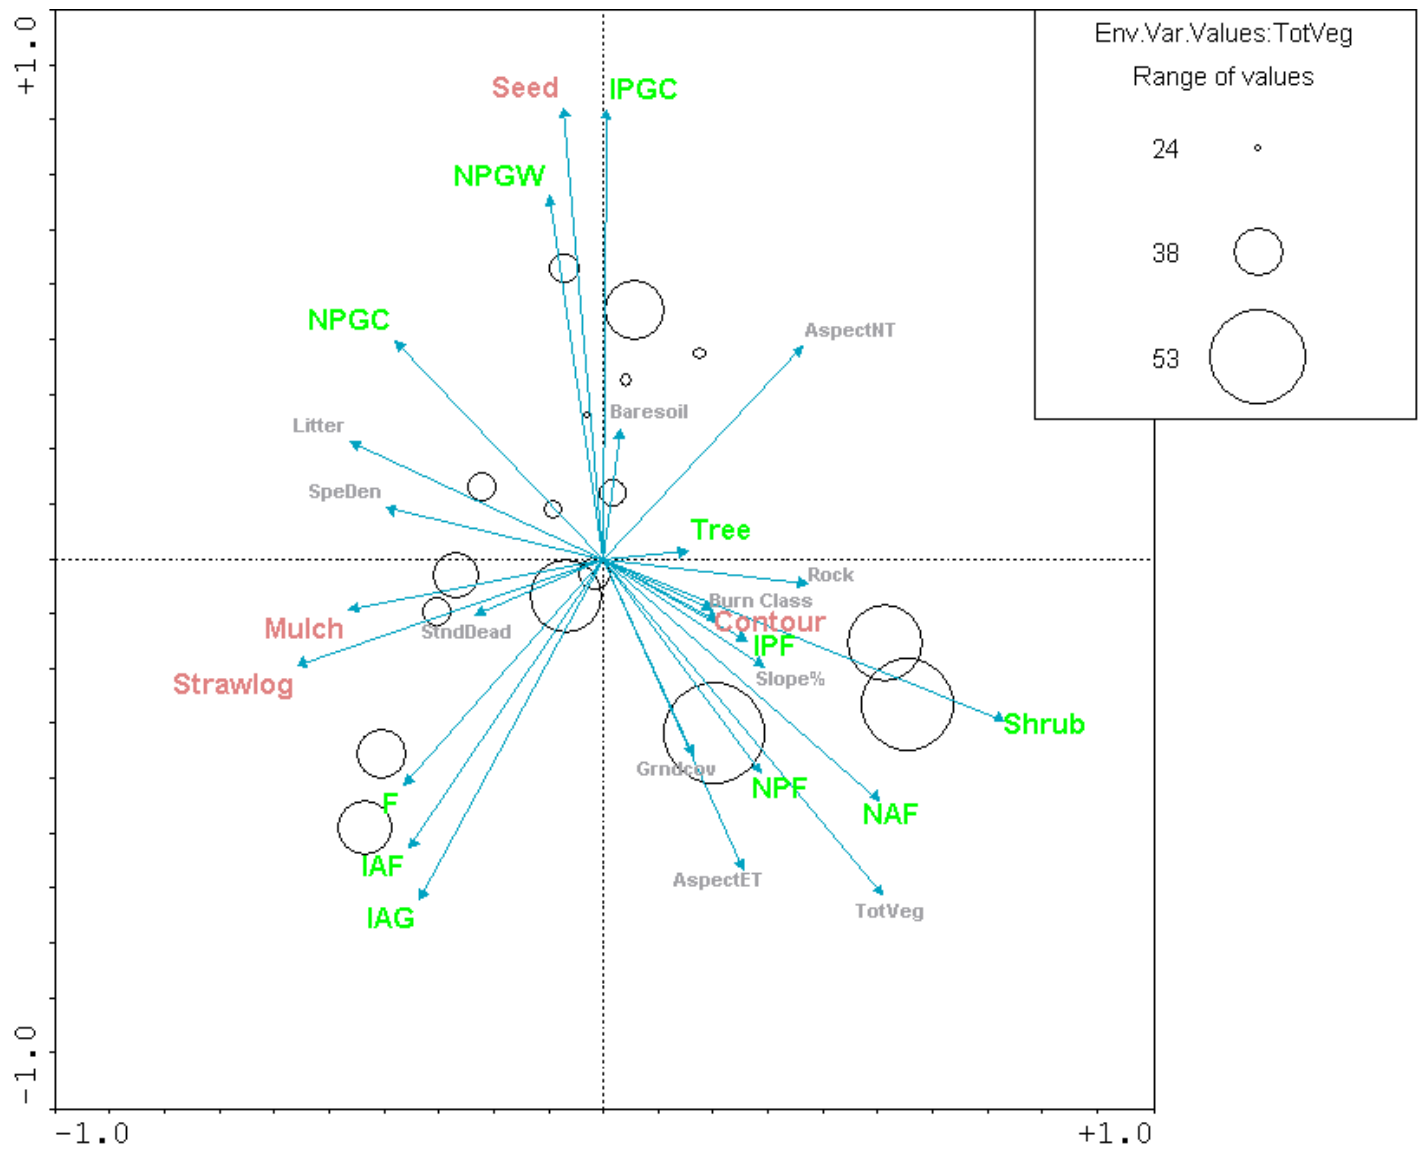 +1.0
Env.Var.Values:TotVeg
Range of values
24
38
53
Seed
IPGC
NPGW
NPGC
AspectNT
Litter
Baresoil
SpeDen
Tree
Rock
Burn Class
Contour
Mulch
StndDead
IPF
Strawlog
Slope%
Shrub
Grndcov
NPF
F
NAF
IAF
AspectET
IAG
TotVeg
-1.0
-1.0
+1.0